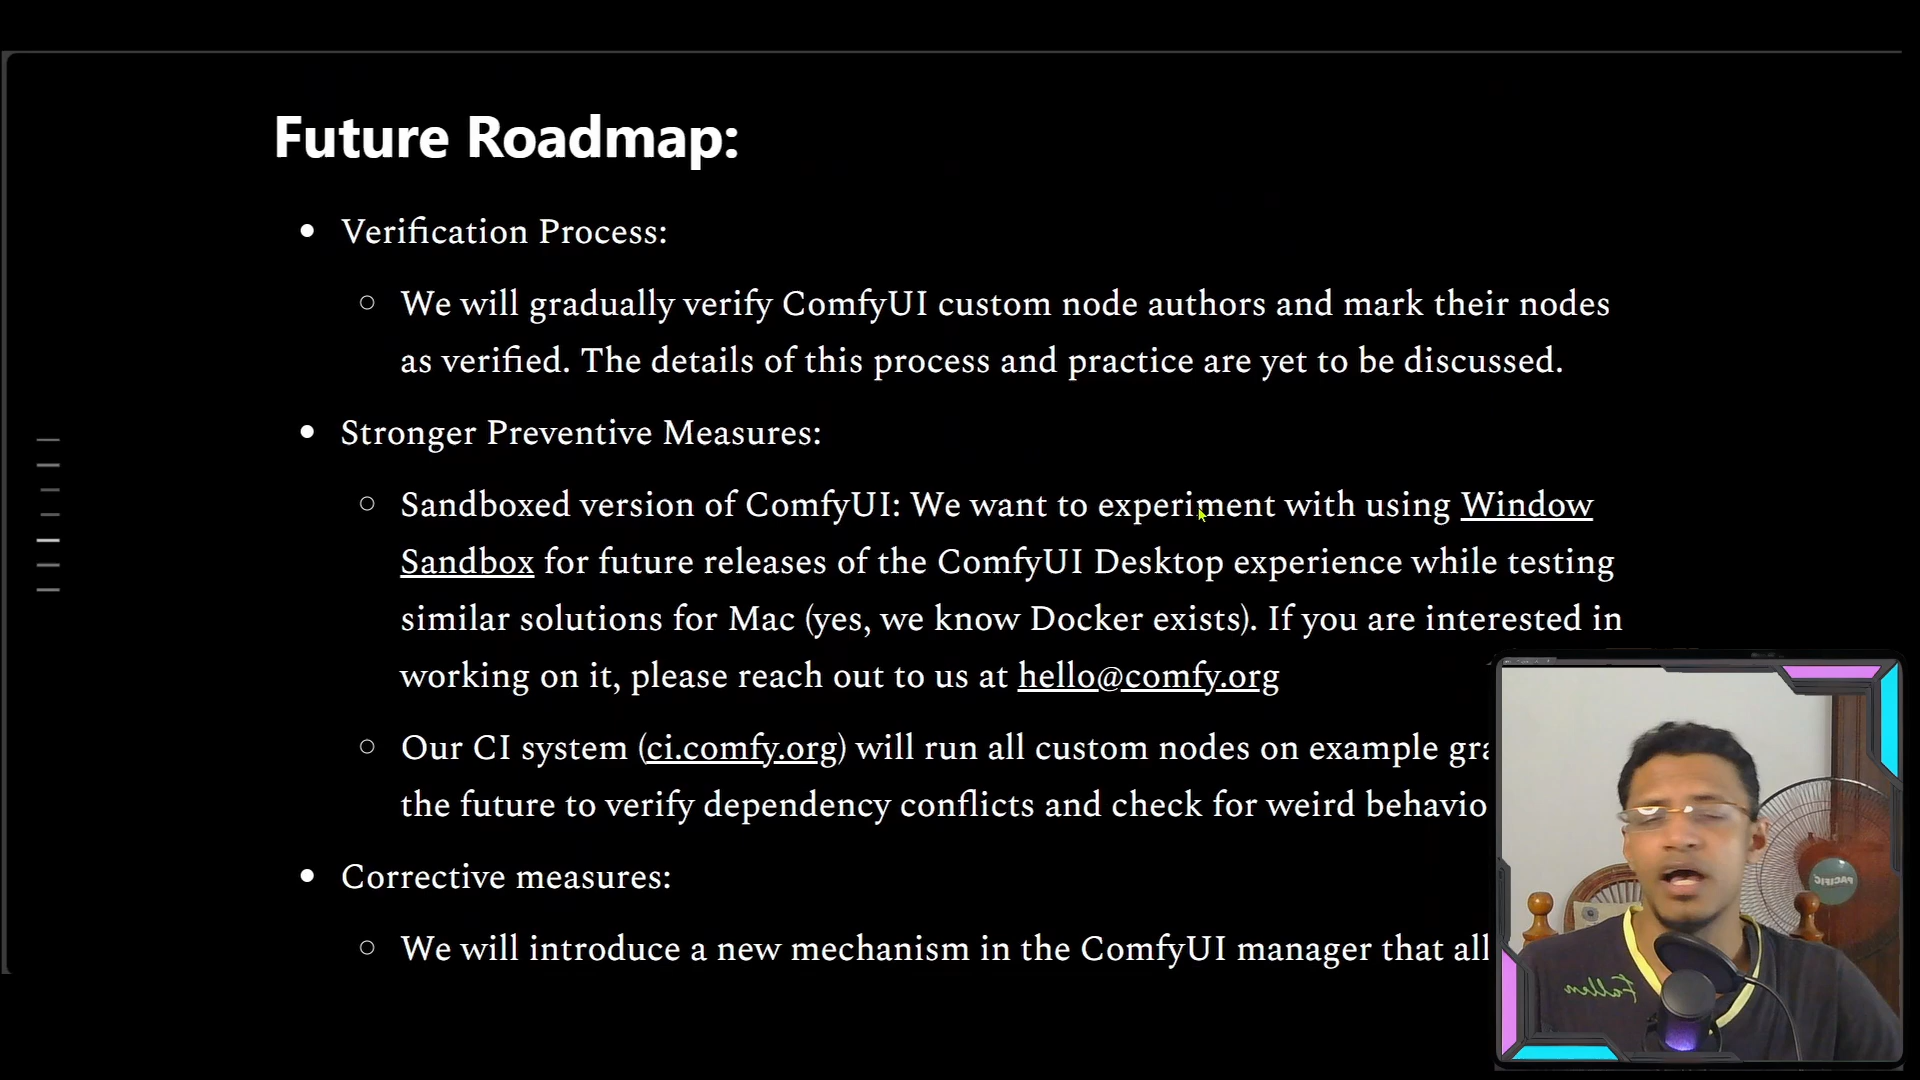 Future Roadmap:
• Verification Process:
○ We will gradually verify ComfyUI custom node authors and mark their nodes
as verified. The details of this process and practice are yet to be discussed.
• Stronger Preventive Measures:
○ Sandboxed version of ComfyUI: We want to experiment with using Window
Sandbox for future releases of the ComfyUI Desktop experience while testing
similar solutions for Mac (yes, we know Docker exists). If you are interested in
working on it, please reach out to us at hello@comfy.org
○ Our CI system (ci.comfy.org) will run all custom nodes on example gra
the future to verify dependency conflicts and check for weird behavio
• Corrective measures:
○ We will introduce a new mechanism in the ComfyUI manager that all
PACIFIC
Fallen